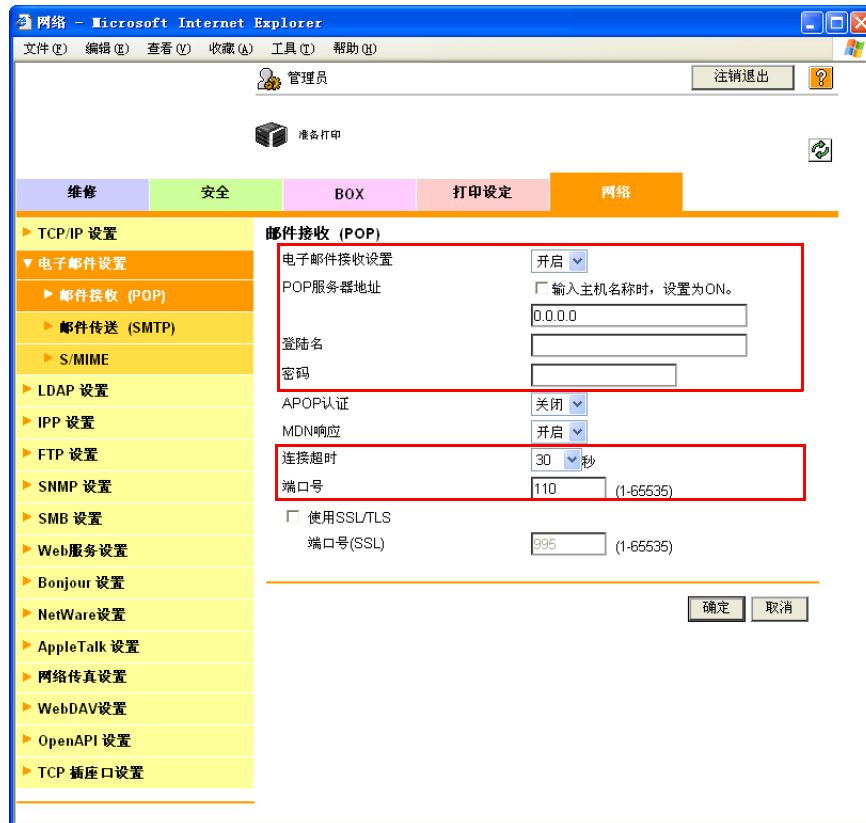 网络 - Microsoft Internet Explorer
文件(F) 编辑(E) 查看(V) 收藏(A) 工具(T) 帮助(H)
管理员 注销退出 ?
准备打印
维修 安全 BOX 打印设定 网络
TCP/IP 设置
电子邮件设置
邮件接收 (POP)
邮件传送 (SMTP)
S/MIME
LDAP 设置
IPP 设置
FTP 设置
SNMP 设置
SMB 设置
Web服务设置
Bonjour 设置
NetWare设置
AppleTalk 设置
网络传真设置
WebDAV设置
OpenAPI 设置
TCP 插座口设置
邮件接收 (POP)
电子邮件接收设置 开启
POP服务器地址 输入主机名称时，设置为ON。
0.0.0.0
登陆名
密码
APOP认证 关闭
MDN响应 开启
连接超时 30 秒
端口号 110 (1-65535)
使用SSL/TLS
端口号(SSL) 995 (1-65535)
确定 取消